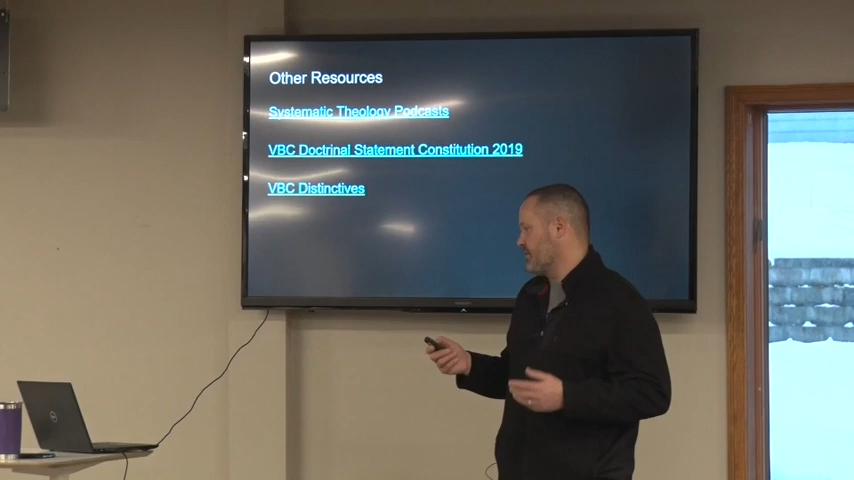 Other Resources
Systematic Theology Podcasts
VBC Doctrinal Statement Constitution 2019
VBC Distinctives